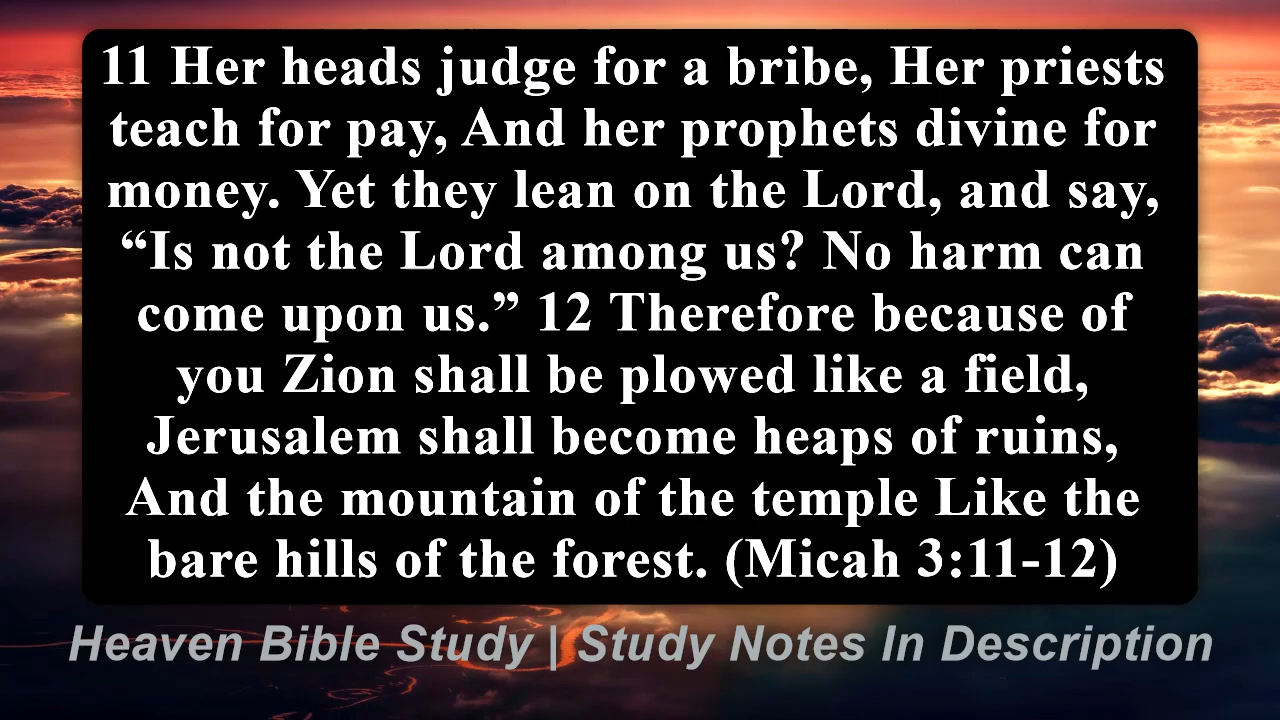 11 Her heads judge for a bribe, Her priests
teach for pay, And her prophets divine for
money. Yet they lean on the Lord, and say,
“Is not the Lord among us? No harm can
come upon us.” 12 Therefore because of
you Zion shall be plowed like a field,
Jerusalem shall become heaps of ruins,
And the mountain of the temple Like the
bare hills of the forest. (Micah 3:11-12)
Heaven Bible Study | Study Notes In Description